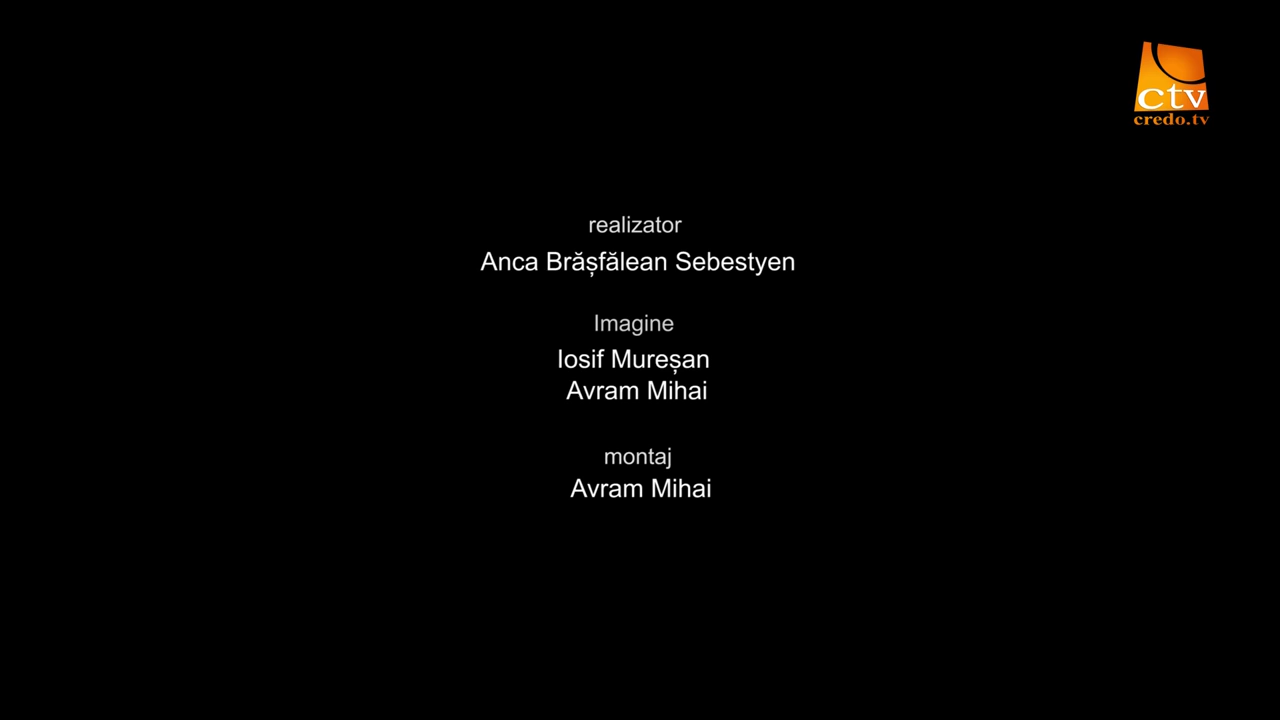 ctv
credo.tv
realizator
Anca Brășfălean Sebestyen
Imagine
Iosif Mureșan
Avram Mihai
montaj
Avram Mihai